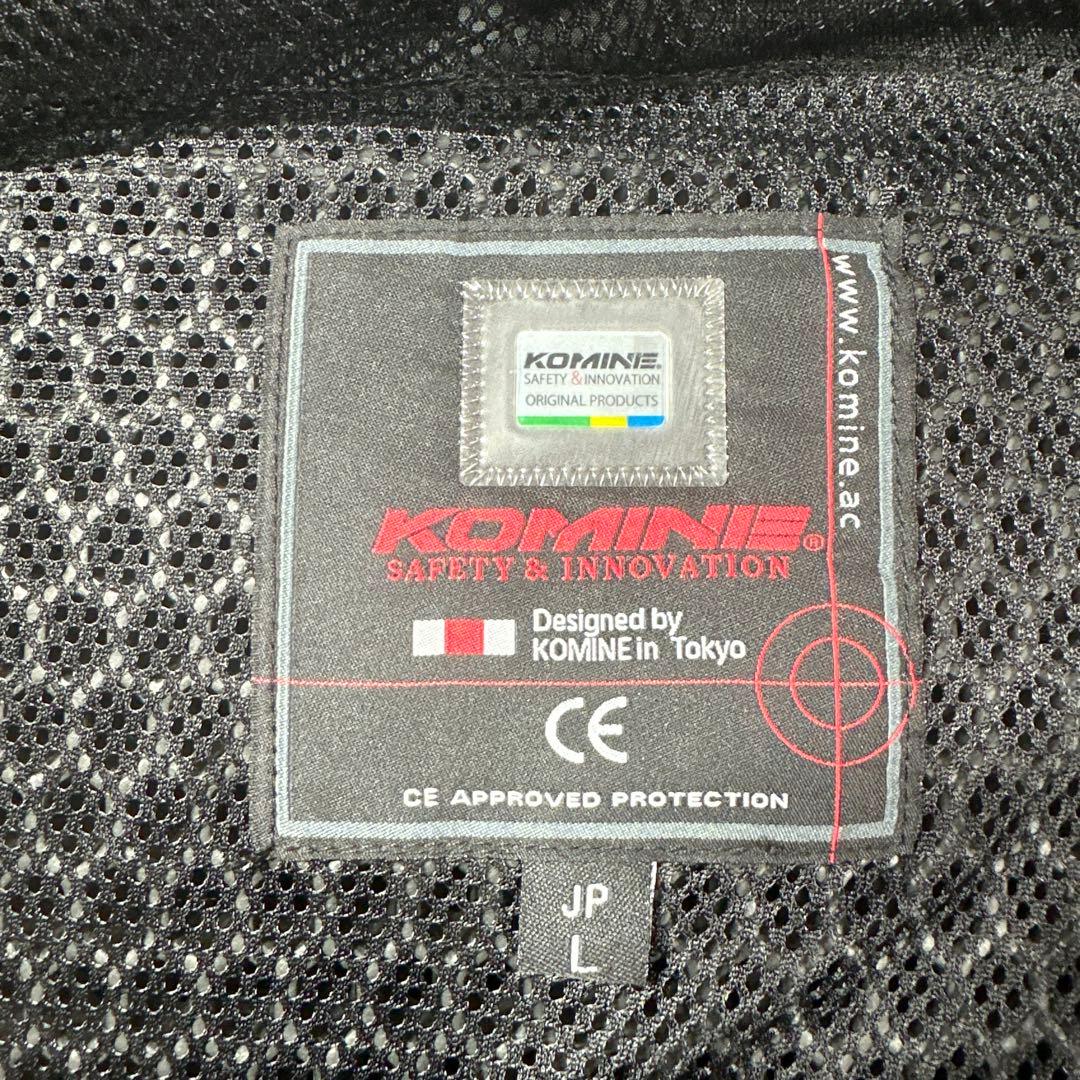 KOMINE
SAFETY & INNOVATION
ORIGINAL PRODUCTS
www.komine.ac
KOMINE®
SAFETY & INNOVATION
Designed by
KOMINE in Tokyo
CE
CE APPROVED PROTECTION
JP
L